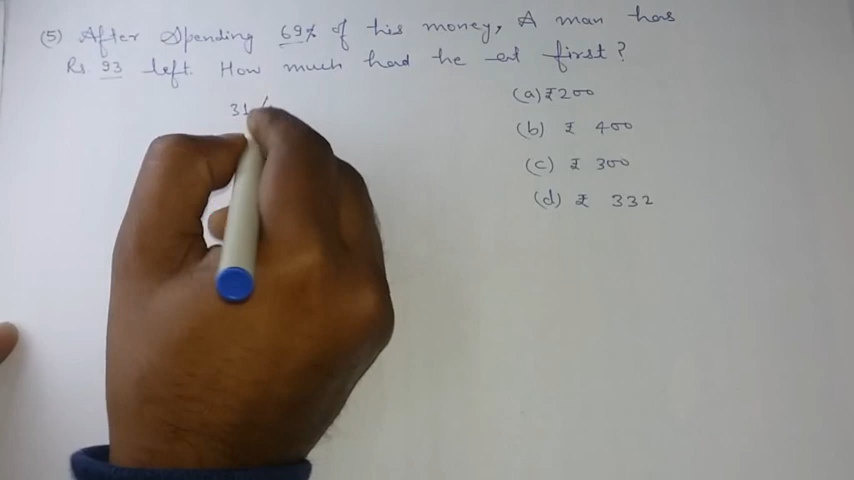 (5) After Spending 69% of his money, A man has
Rs. 93 left. How much had he at first?
31
(a) ₹200
(b) ₹ 400
(c) ₹ 300
(d) ₹ 332